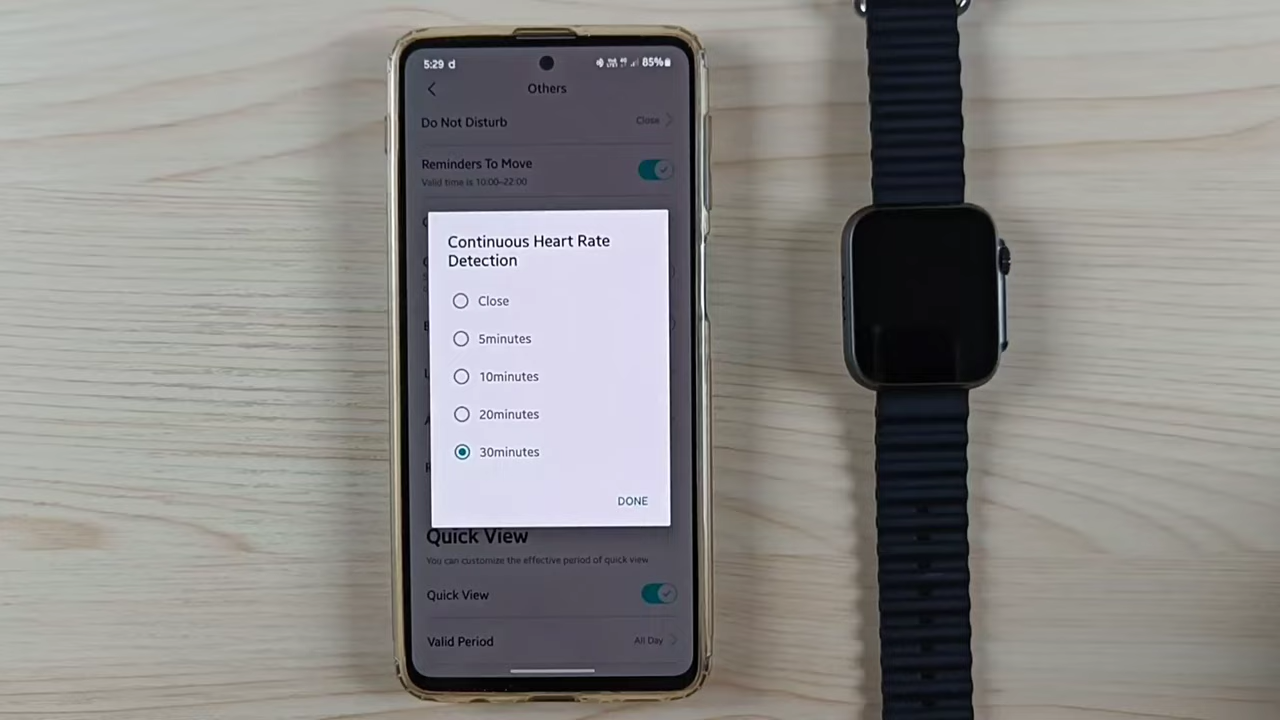 5:29 d
85%
Others
Do Not Disturb
Close
Reminders To Move
Valid time is 10:00–22:00
Continuous Heart Rate
Detection
Close
5minutes
10minutes
20minutes
30minutes
DONE
Quick View
You can customize the effective period of quick view
Quick View
Valid Period
All Day